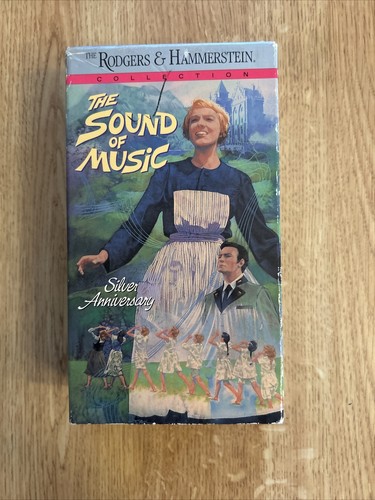 THE RODGERS & HAMMERSTEIN.
COLLECTION
THE
SOUND
OF
MUSIC
Silver
Anniversary